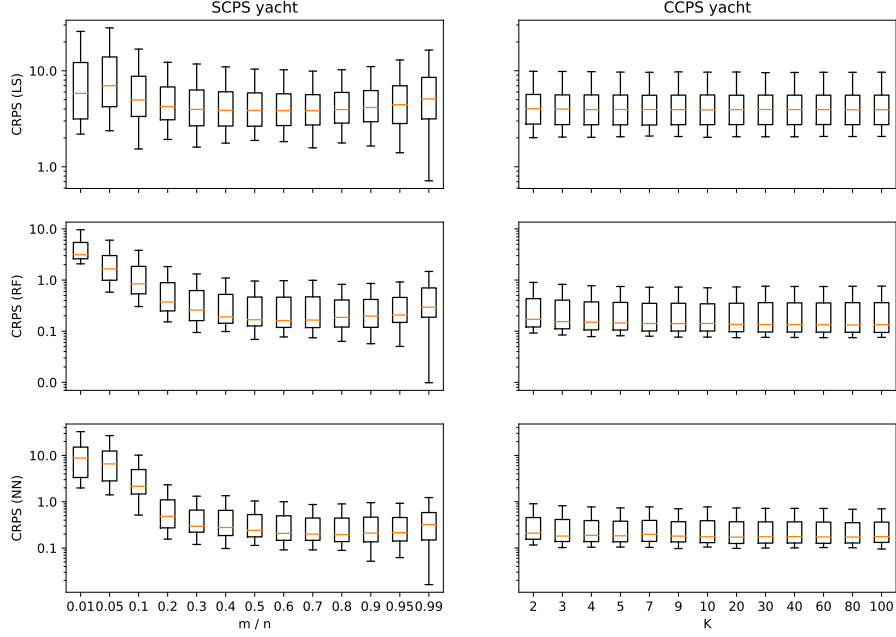 SCPS yacht
CCPS yacht
CRPS (LS)
10.0
1.0
CRPS (RF)
10.0
1.0
0.1
0.0
CRPS (NN)
10.0
1.0
0.1
0.01 0.05 0.1 0.2 0.3 0.4 0.5 0.6 0.7 0.8 0.9 0.95 0.99
m / n
2 3 4 5 7 9 10 20 30 40 60 80 100
K